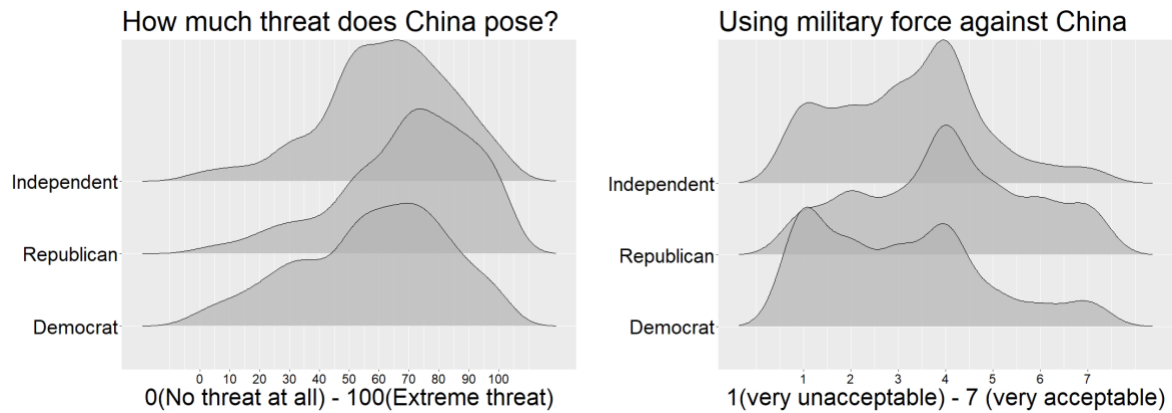 How much threat does China pose?
Independent
Republican
Democrat
0 10 20 30 40 50 60 70 80 90 100
0(No threat at all) - 100(Extreme threat)
Using military force against China
Independent
Republican
Democrat
1 2 3 4 5 6 7
1(very unacceptable) - 7 (very acceptable)